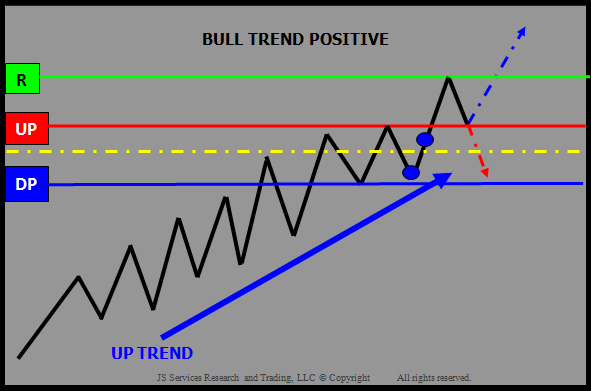 BULL TREND POSITIVE
R
UP
DP
UP TREND
JS Services Research and Trading, LLC © Copyright All rights reserved.